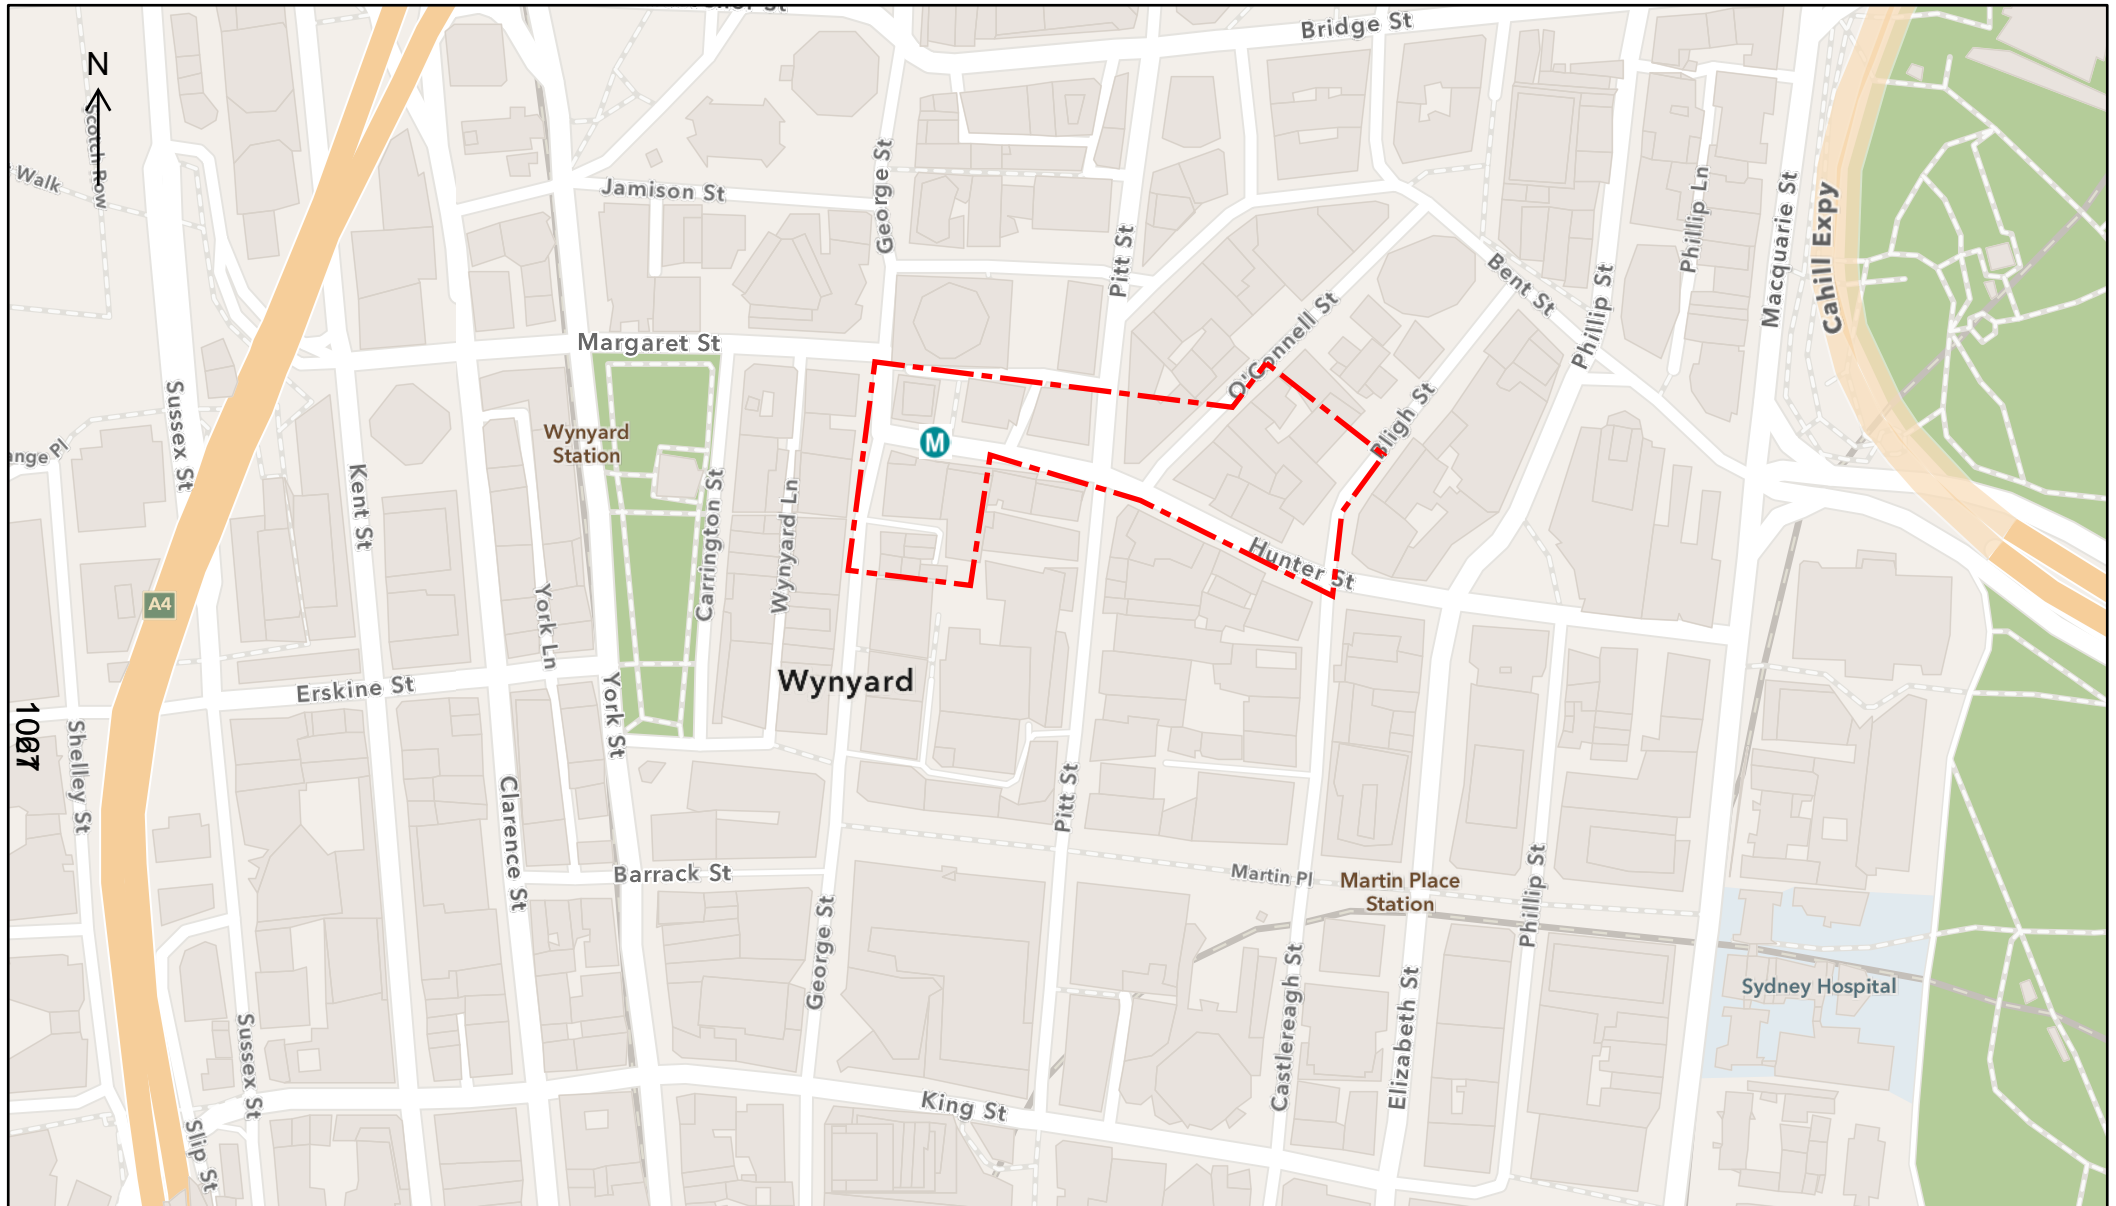 Bridge St
N
Scotch Row
Walk
George St
Jamison St
Pitt St
Phillip Ln
Macquarie St
Cahill Expy
Bent St
Phillip St
O'Connell St
Margaret St
Sussex St
Bligh St
Wynyard
Station
M
Kent St
Carrington St
Wynyard Ln
Hunter St
A4
York Ln
Wynyard
Erskine St
York St
Shelley St
Clarence St
Pitt St
Barrack St
Martin Pl
Martin Place
Station
Phillip St
George St
Castlereagh St
Elizabeth St
Sydney Hospital
Sussex St
King St
Slip St